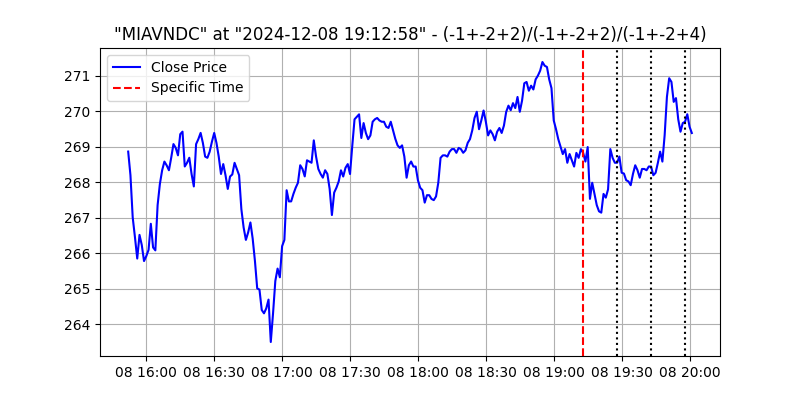 "MIAVNDC" at "2024-12-08 19:12:58" - (-1+-2+2)/(-1+-2+2)/(-1+-2+4)
Close Price
Specific Time
271
270
269
268
267
266
265
264
08 16:00 08 16:30 08 17:00 08 17:30 08 18:00 08 18:30 08 19:00 08 19:30 08 20:00